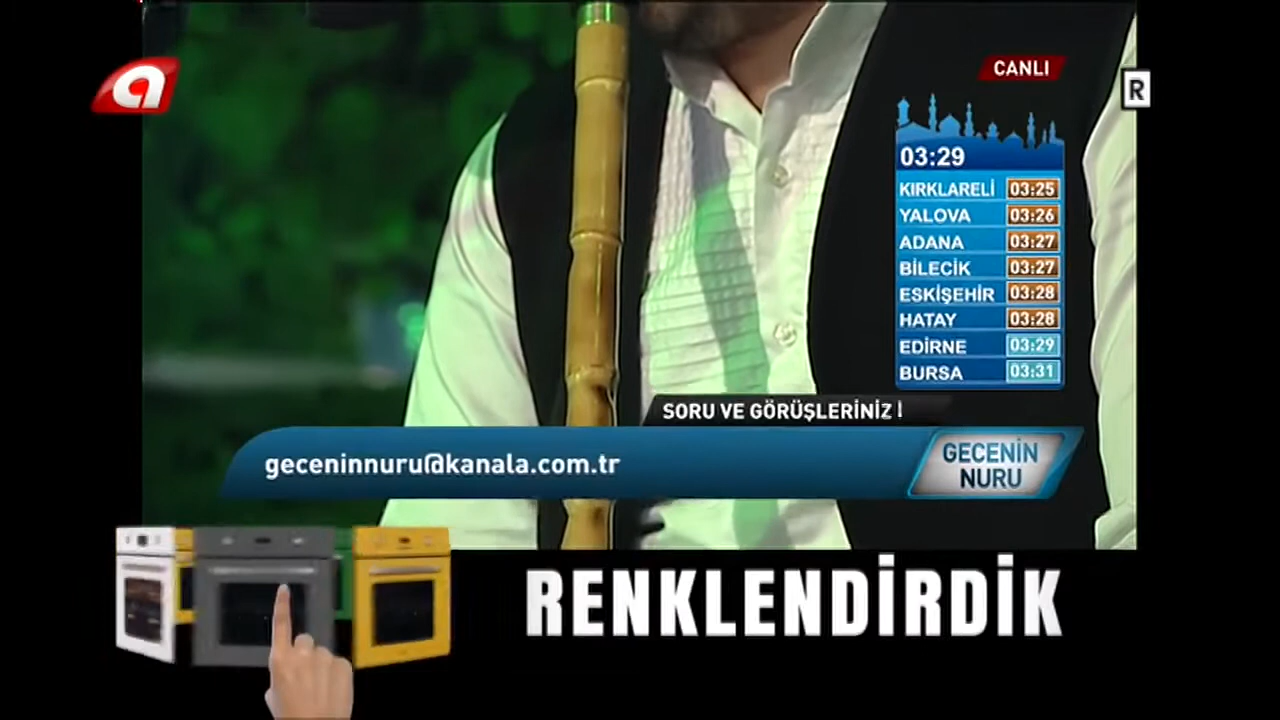 a
CANLI
R
03:29
KIRKLARELİ 03:25
YALOVA 03:26
ADANA 03:27
BİLECİK 03:27
ESKİŞEHİR 03:28
HATAY 03:28
EDİRNE 03:29
BURSA 03:31
SORU VE GÖRÜŞLERİNİZ İ
geceninnuru@kanala.com.tr
GECENİN
NURU
RENKLENDİRDİK